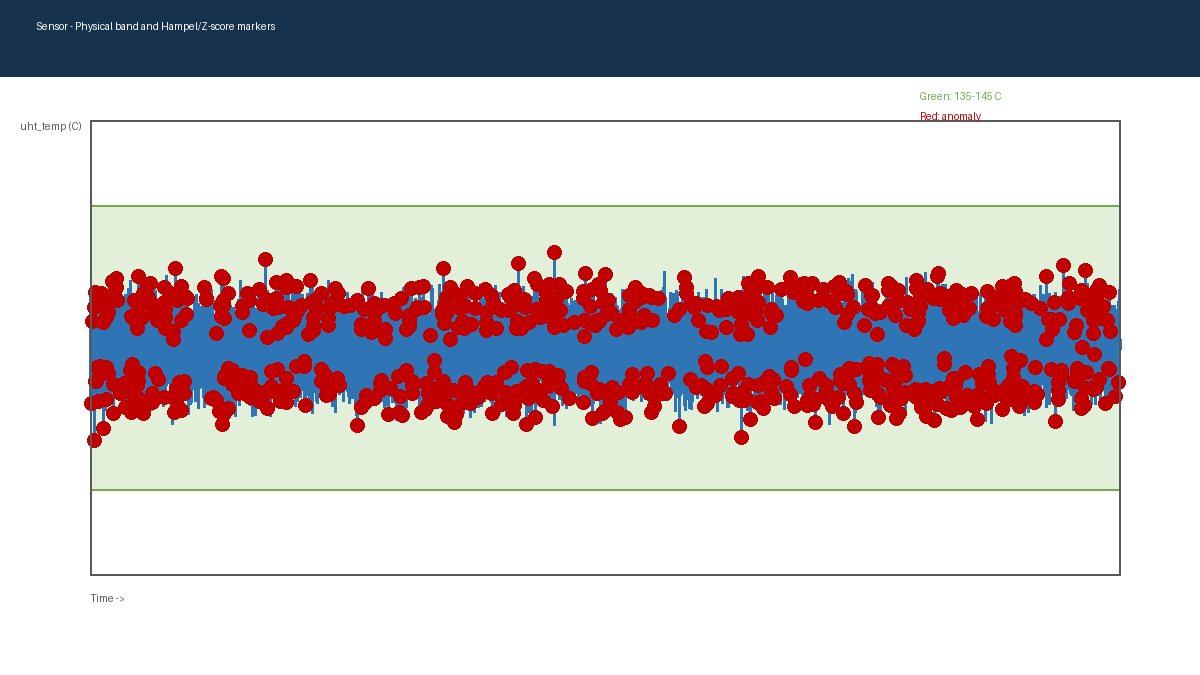 Sensor - Physical band and Hampel/Z-score markers
Green: 135-145 C
Red: anomaly
uht_temp (C)
Time ->